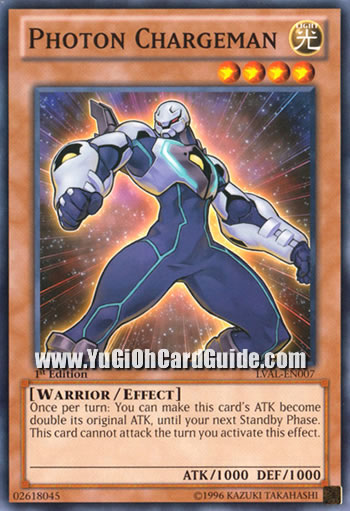 PHOTON CHARGEMAN
LIGHT
光
www.YuGiOhCardGuide.com
1st Edition
LVAL-EN007
[WARRIOR / EFFECT]
Once per turn: You can make this card's ATK become
double its original ATK, until your next Standby Phase.
This card cannot attack the turn you activate this effect.
ATK/1000 DEF/1000
02618045
©1996 KAZUKI TAKAHASHI